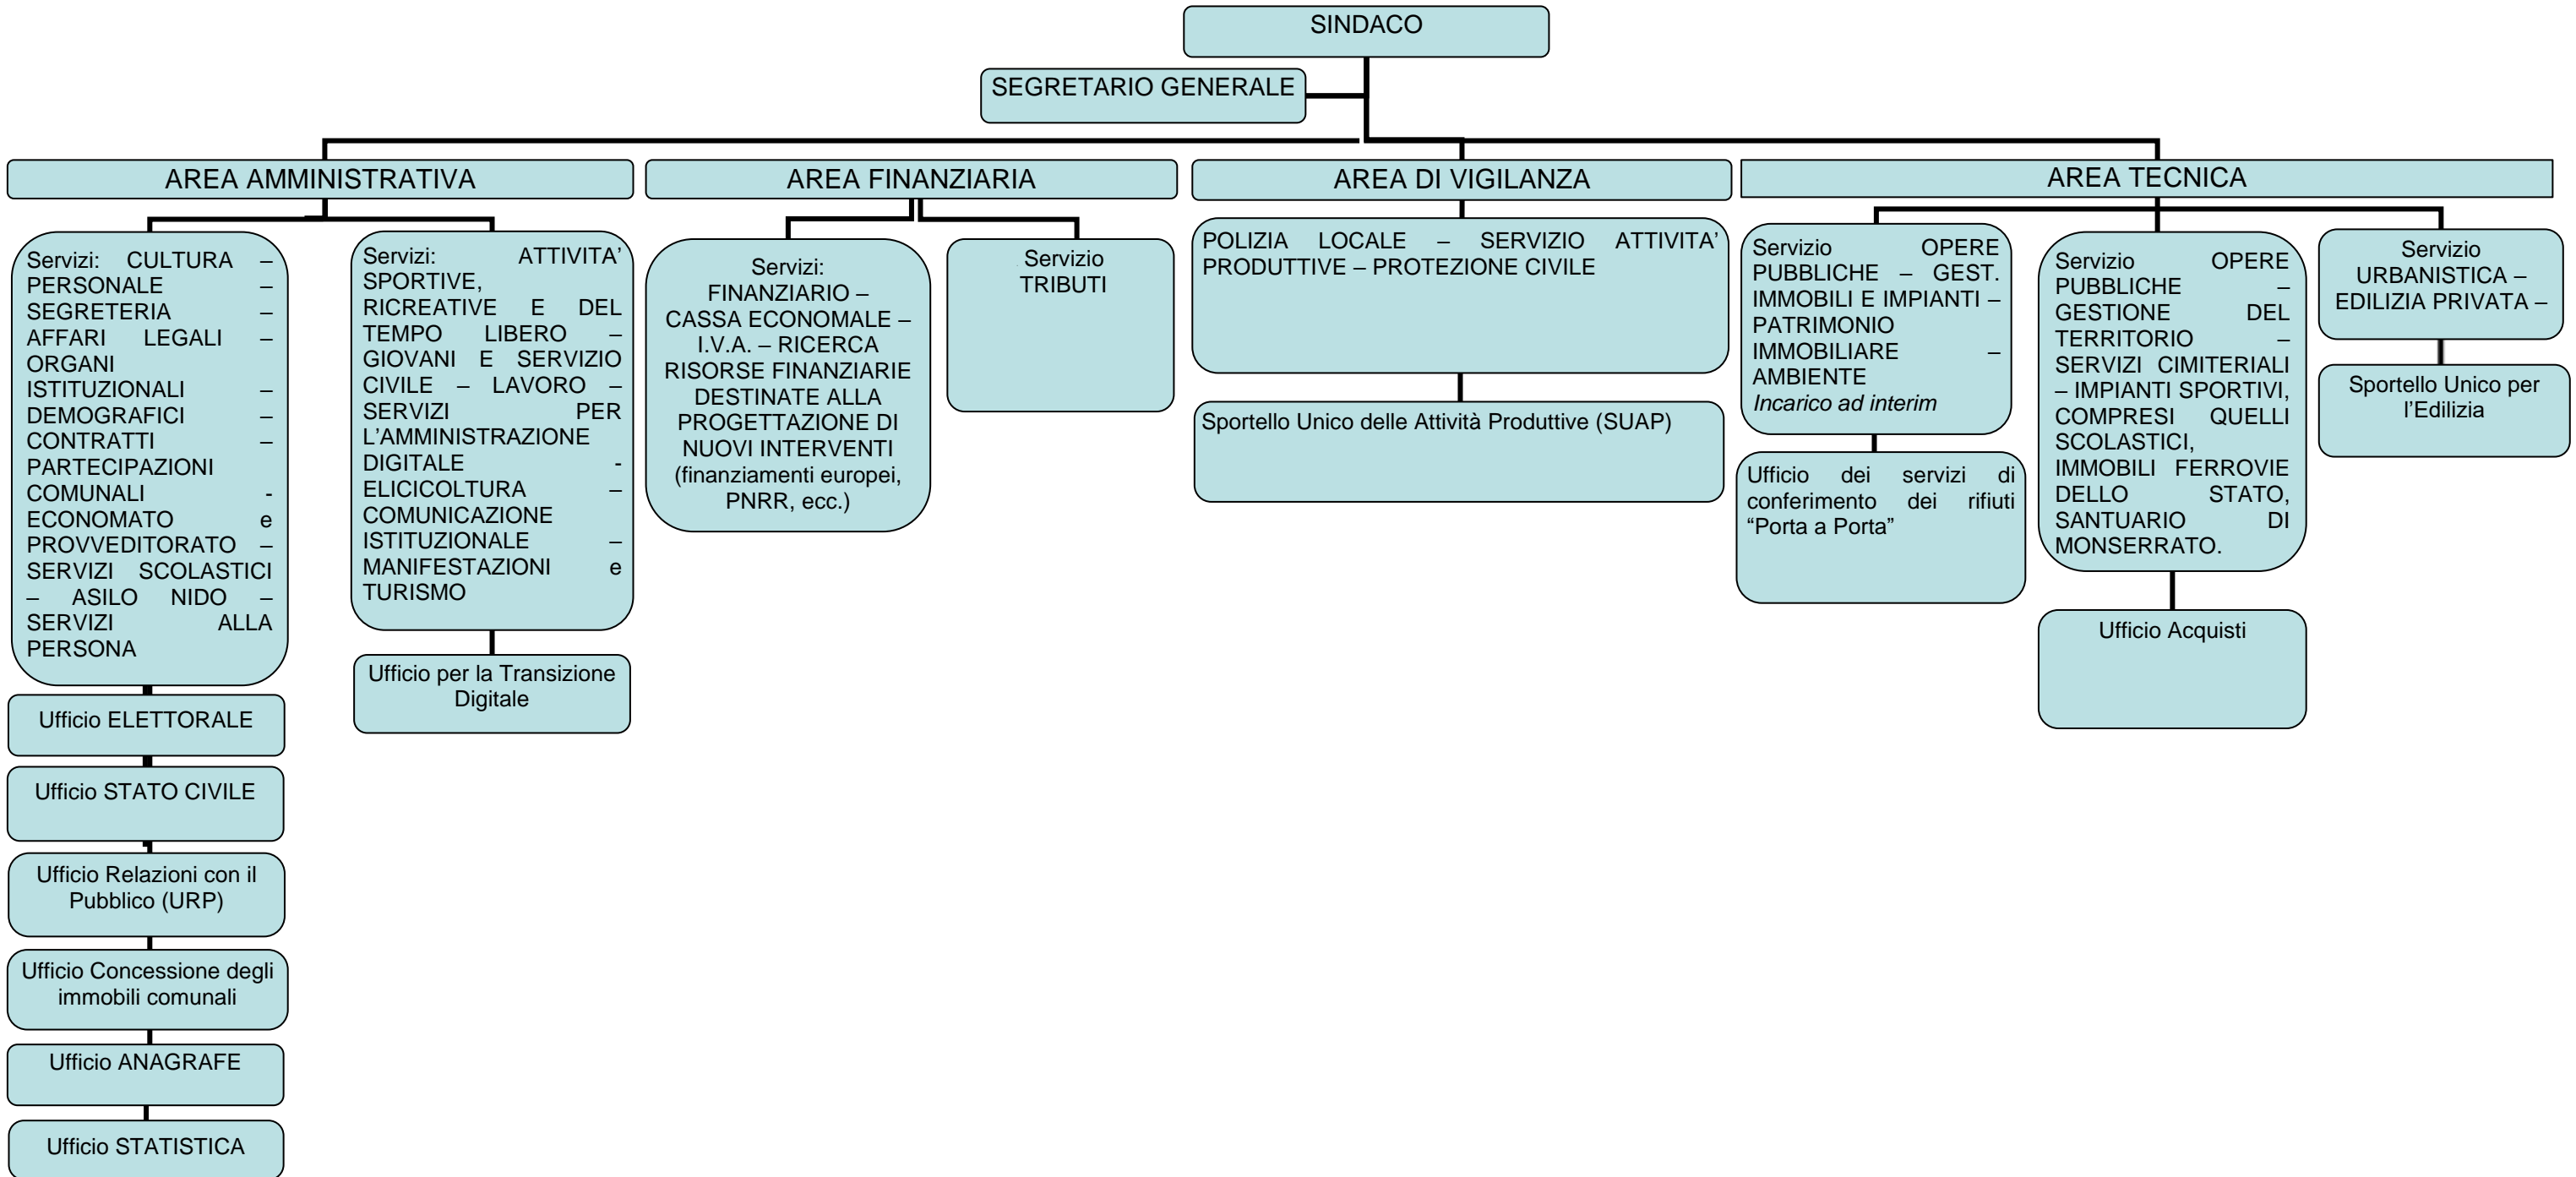 SINDACO
SEGRETARIO GENERALE
AREA AMMINISTRATIVA
AREA FINANZIARIA
AREA DI VIGILANZA
AREA TECNICA
Servizi: CULTURA –
PERSONALE –
SEGRETERIA –
AFFARI LEGALI –
ORGANI
ISTITUZIONALI –
DEMOGRAFICI –
CONTRATTI –
PARTECIPAZIONI
COMUNALI -
ECONOMATO e
PROVVEDITORATO –
SERVIZI SCOLASTICI
– ASILO NIDO –
SERVIZI ALLA
PERSONA
Ufficio ELETTORALE
Ufficio STATO CIVILE
Ufficio Relazioni con il
Pubblico (URP)
Ufficio Concessione degli
immobili comunali
Ufficio ANAGRAFE
Ufficio STATISTICA
Servizi: ATTIVITA’
SPORTIVE,
RICREATIVE E DEL
TEMPO LIBERO –
GIOVANI E SERVIZIO
CIVILE – LAVORO –
SERVIZI PER
L’AMMINISTRAZIONE
DIGITALE -
ELICICOLTURA –
COMUNICAZIONE
ISTITUZIONALE –
MANIFESTAZIONI e
TURISMO
Ufficio per la Transizione
Digitale
Servizi:
FINANZIARIO –
CASSA ECONOMALE –
I.V.A. – RICERCA
RISORSE FINANZIARIE
DESTINATE ALLA
PROGETTAZIONE DI
NUOVI INTERVENTI
(finanziamenti europei,
PNRR, ecc.)
Servizio
TRIBUTI
POLIZIA LOCALE – SERVIZIO ATTIVITA’
PRODUTTIVE – PROTEZIONE CIVILE
Sportello Unico delle Attività Produttive (SUAP)
Servizio OPERE
PUBBLICHE – GEST.
IMMOBILI E IMPIANTI –
PATRIMONIO
IMMOBILIARE –
AMBIENTE
Incarico ad interim
Ufficio dei servizi di
conferimento dei rifiuti
“Porta a Porta”
Servizio OPERE
PUBBLICHE –
GESTIONE DEL
TERRITORIO –
SERVIZI CIMITERIALI
– IMPIANTI SPORTIVI,
COMPRESI QUELLI
SCOLASTICI,
IMMOBILI FERROVIE
DELLO STATO,
SANTUARIO DI
MONSERRATO.
Ufficio Acquisti
Servizio
URBANISTICA –
EDILIZIA PRIVATA –
Sportello Unico per
l’Edilizia